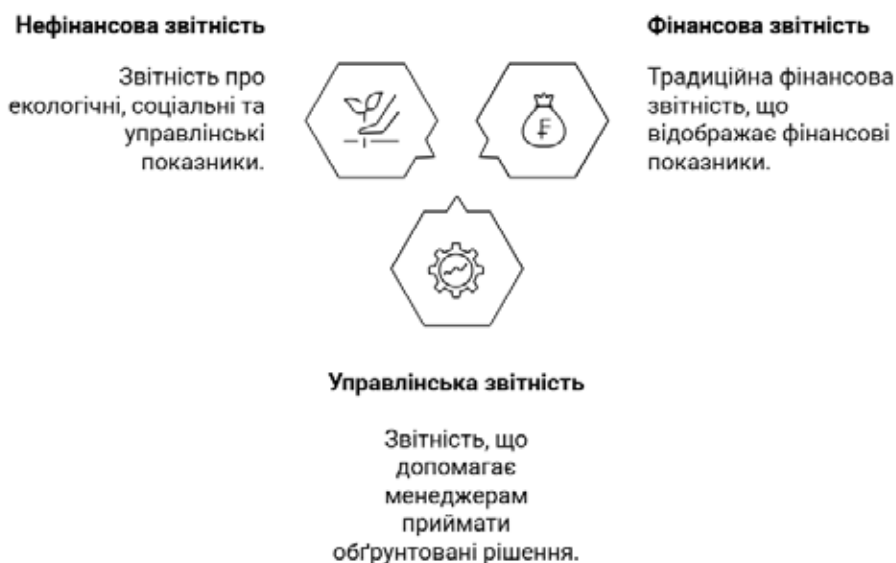 Нефінансова звітність
Звітність про
екологічні, соціальні та
управлінські
показники.
Фінансова звітність
Традиційна фінансова
звітність, що
відображає фінансові
показники.
Управлінська звітність
Звітність, що
допомагає
менеджерам
приймати
обґрунтовані рішення.